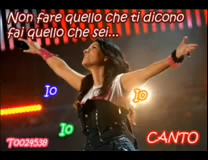 Non fare quello che ti dicono
fai quello che sei...
Io
Io
Io
T0024538
CANTO